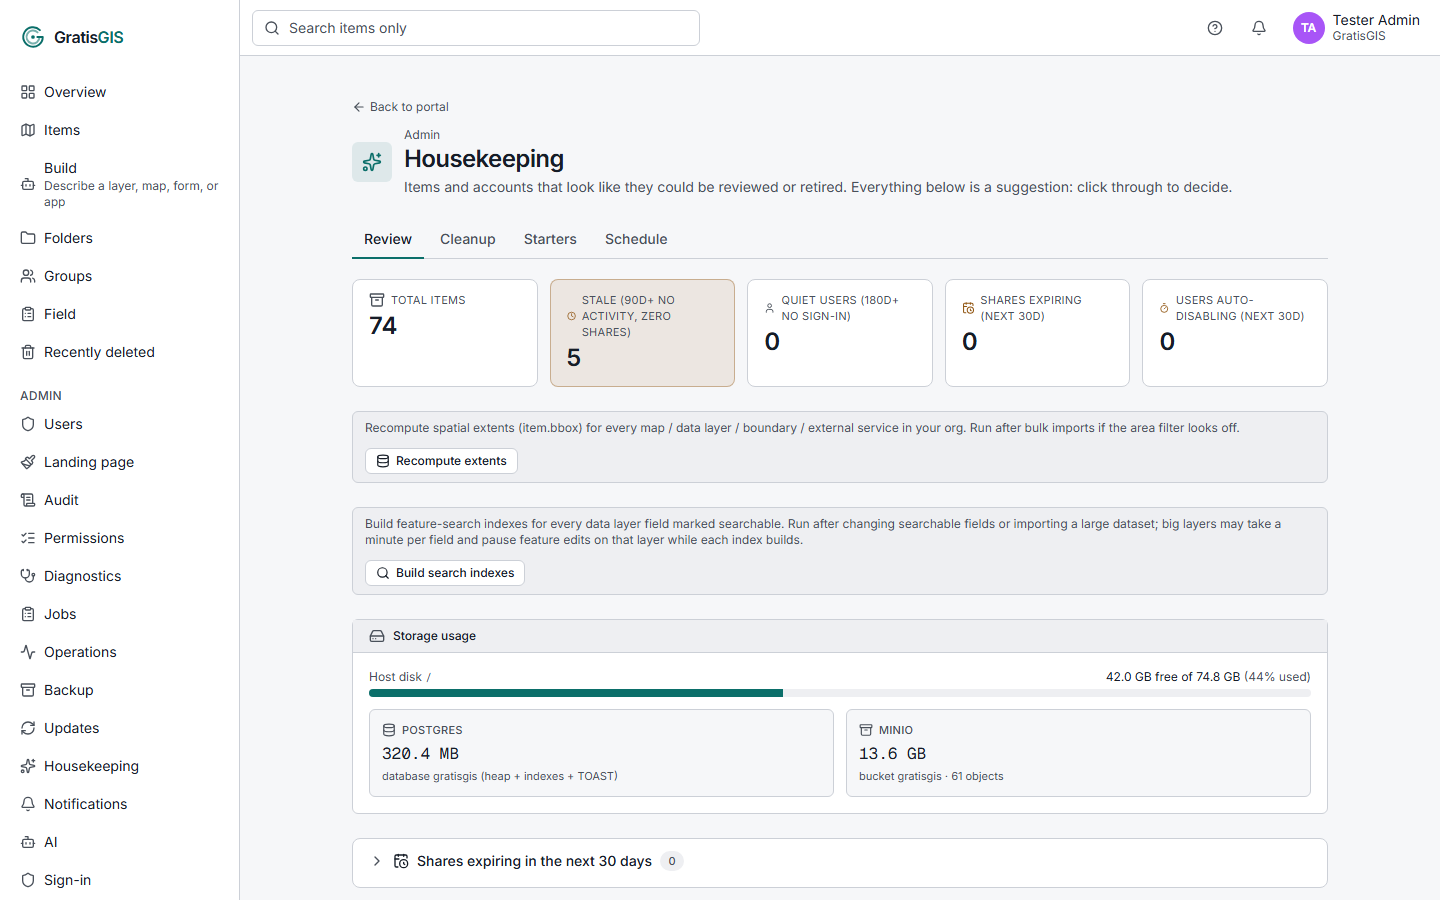 GratisGIS
Search items only
TA
Tester Admin
GratisGIS
Overview
Items
Build
Describe a layer, map, form, or
app
Folders
Groups
Field
Recently deleted
ADMIN
Users
Landing page
Audit
Permissions
Diagnostics
Jobs
Operations
Backup
Updates
Housekeeping
Notifications
AI
Sign-in
Back to portal
Admin
Housekeeping
Items and accounts that look like they could be reviewed or retired. Everything below is a suggestion: click through to decide.
Review
Cleanup
Starters
Schedule
TOTAL ITEMS
74
STALE (90D+ NO
ACTIVITY, ZERO
SHARES)
5
QUIET USERS (180D+
NO SIGN-IN)
0
SHARES EXPIRING
(NEXT 30D)
0
USERS AUTO-
DISABLING (NEXT 30D)
0
Recompute spatial extents (item.bbox) for every map / data layer / boundary / external service in your org. Run after bulk imports if the area filter looks off.
Recompute extents
Build feature-search indexes for every data layer field marked searchable. Run after changing searchable fields or importing a large dataset; big layers may take a
minute per field and pause feature edits on that layer while each index builds.
Build search indexes
Storage usage
Host disk /
42.0 GB free of 74.8 GB (44% used)
POSTGRES
320.4 MB
database gratisgis (heap + indexes + TOAST)
MINIO
13.6 GB
bucket gratisgis · 61 objects
Shares expiring in the next 30 days 0